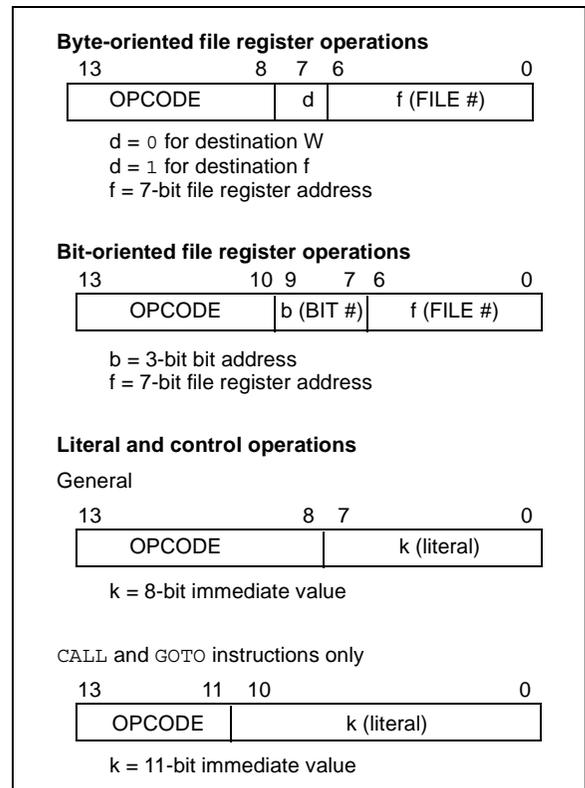 Byte-oriented file register operations
13 8 7 6 0
OPCODE d f (FILE #)
d = 0 for destination W
d = 1 for destination f
f = 7-bit file register address
Bit-oriented file register operations
13 10 9 7 6 0
OPCODE b (BIT #) f (FILE #)
b = 3-bit bit address
f = 7-bit file register address
Literal and control operations
General
13 8 7 0
OPCODE k (literal)
k = 8-bit immediate value
CALL and GOTO instructions only
13 11 10 0
OPCODE k (literal)
k = 11-bit immediate value